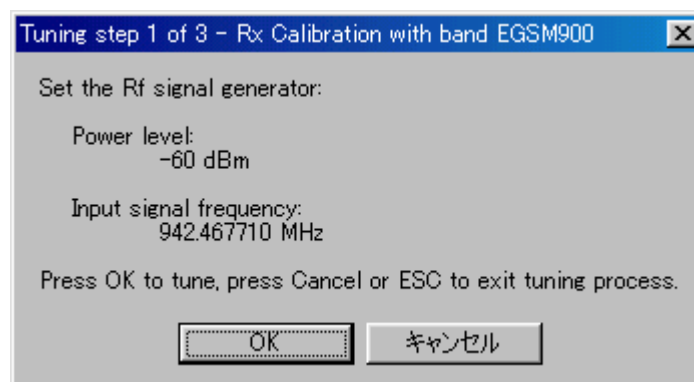 Tuning step 1 of 3 - Rx Calibration with band EGSM900
Set the Rf signal generator:
Power level:
-60 dBm
Input signal frequency:
942.467710 MHz
Press OK to tune, press Cancel or ESC to exit tuning process.
OK
キャンセル